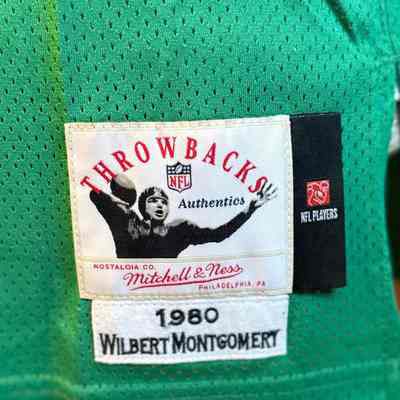 THROWBACKS
NFL
Authentics
NFL PLAYERS
NOSTALGIA CO.
Mitchell & Ness
PHILADELPHIA, PA
1980
WILBERT MONTGOMERY